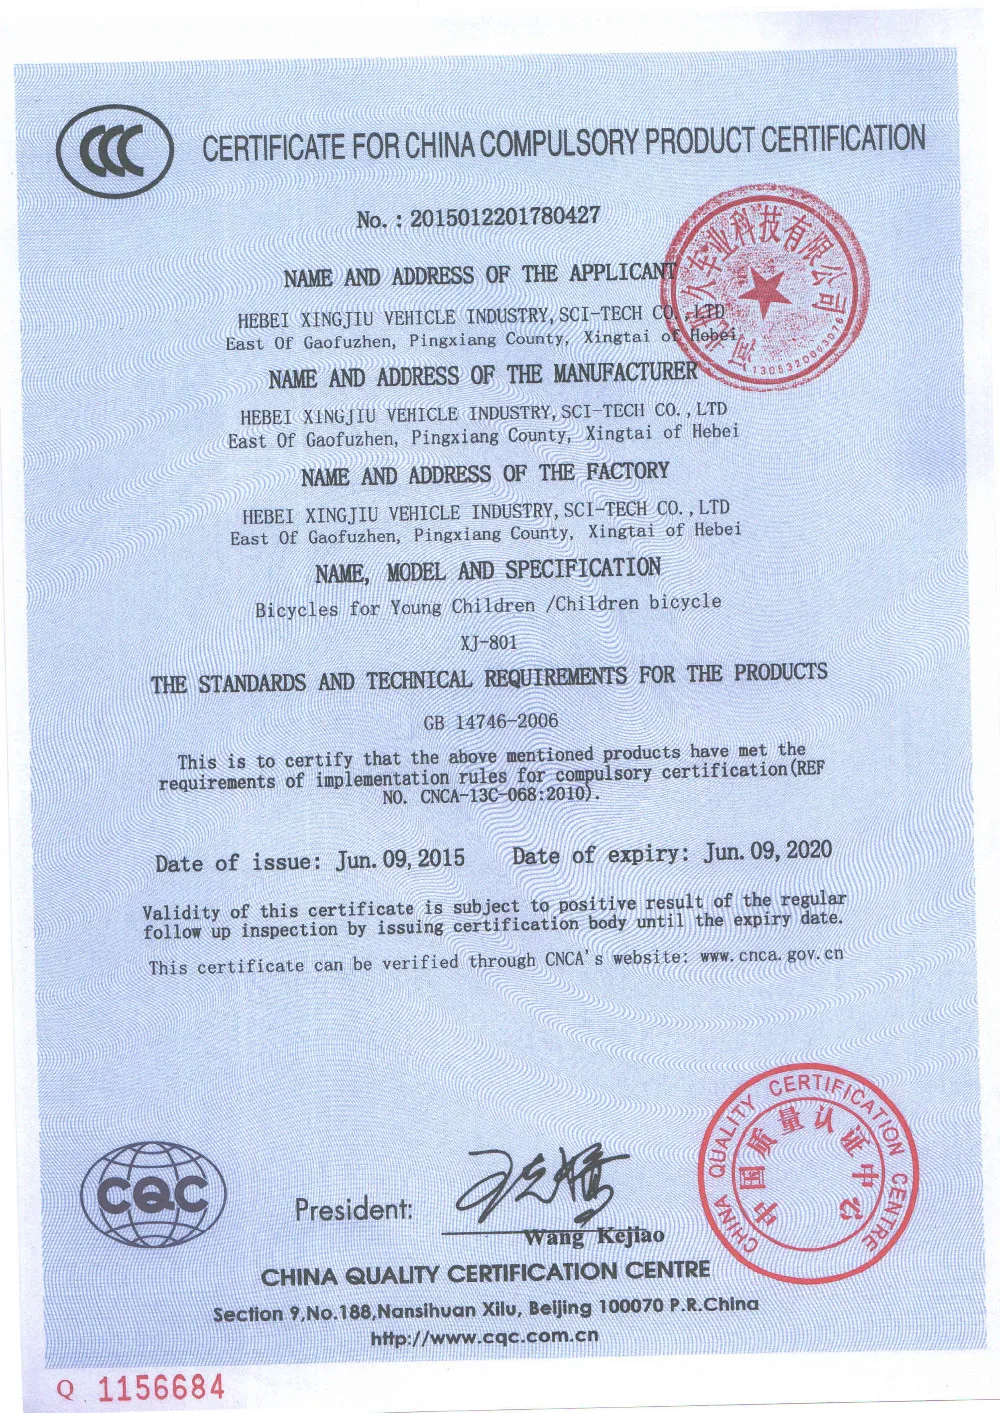 CCC
CERTIFICATE FOR CHINA COMPULSORY PRODUCT CERTIFICATION
No. : 2015012201780427
NAME AND ADDRESS OF THE APPLICANT
HEBEI XINGJIU VEHICLE INDUSTRY, SCI-TECH CO. , LTD
East Of Gaofuzhen, Pingxiang County, Xingtai of Hebei
久车业科技有限公司
NAME AND ADDRESS OF THE MANUFACTURER
HEBEI XINGJIU VEHICLE INDUSTRY, SCI-TECH CO. , LTD
East Of Gaofuzhen, Pingxiang County, Xingtai of Hebei
NAME AND ADDRESS OF THE FACTORY
HEBEI XINGJIU VEHICLE INDUSTRY, SCI-TECH CO. , LTD
East Of Gaofuzhen, Pingxiang County, Xingtai of Hebei
NAME, MODEL AND SPECIFICATION
Bicycles for Young Children /Children bicycle
XJ-801
THE STANDARDS AND TECHNICAL REQUIREMENTS FOR THE PRODUCTS
GB 14746-2006
This is to certify that the above mentioned products have met the
requirements of implementation rules for compulsory certification(REF
NO. CNCA-13C-068:2010).
Date of issue: Jun. 09, 2015 Date of expiry: Jun. 09, 2020
Validity of this certificate is subject to positive result of the regular
follow up inspection by issuing certification body until the expiry date.
This certificate can be verified through CNCA's website: www.cnca.gov.cn
CHINA QUALITY CERTIFICATION CENTRE
中国质量认证中心
CQC
President:
Wang Kejiao
CHINA QUALITY CERTIFICATION CENTRE
Section 9,No.188,Nansihuan Xilu, Beijing 100070 P.R.China
http://www.cqc.com.cn
Q 1156684